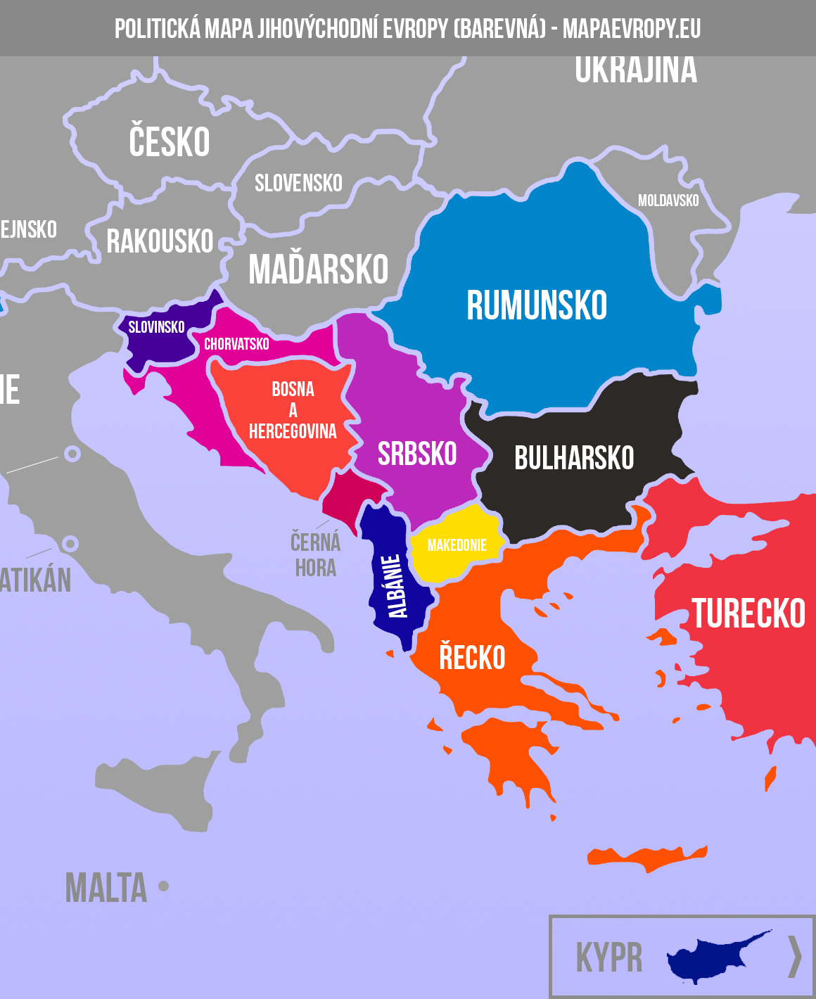 POLITICKÁ MAPA JIHOVÝCHODNÍ EVROPY (BAREVNÁ) - MAPAEVROPY.EU
UKRAJINA
ČESKO
SLOVENSKO
MOLDAVSKO
EJNSKO
RAKOUSKO
MAĎARSKO
RUMUNSKO
SLOVINSKO
CHORVATSKO
IE
BOSNA
A
HERCEGOVINA
SRBSKO
BULHARSKO
ČERNÁ
HORA
MAKEDONIE
ATIKÁN
ALBÁNIE
TURECKO
ŘECKO
MALTA
KYPR